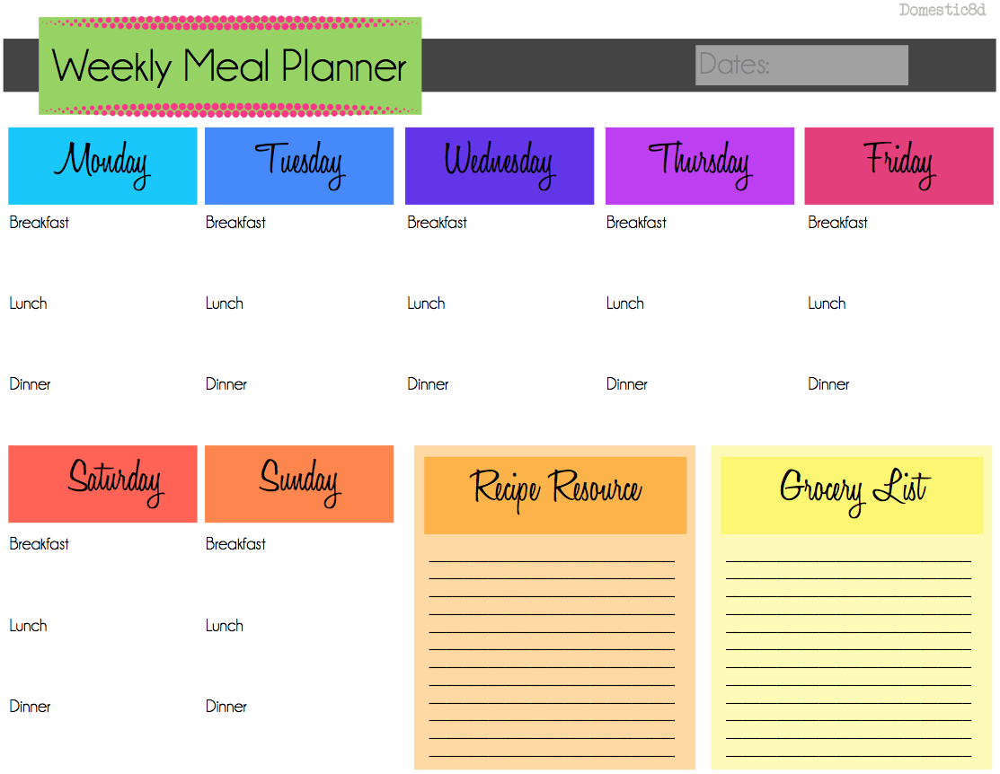 Domestic8d
Weekly Meal Planner
Dates:
Monday
Tuesday
Wednesday
Thursday
Friday
Breakfast
Breakfast
Breakfast
Breakfast
Breakfast
Lunch
Lunch
Lunch
Lunch
Lunch
Dinner
Dinner
Dinner
Dinner
Dinner
Saturday
Sunday
Recipe Resource
Grocery List
Breakfast
Breakfast
Lunch
Lunch
Dinner
Dinner